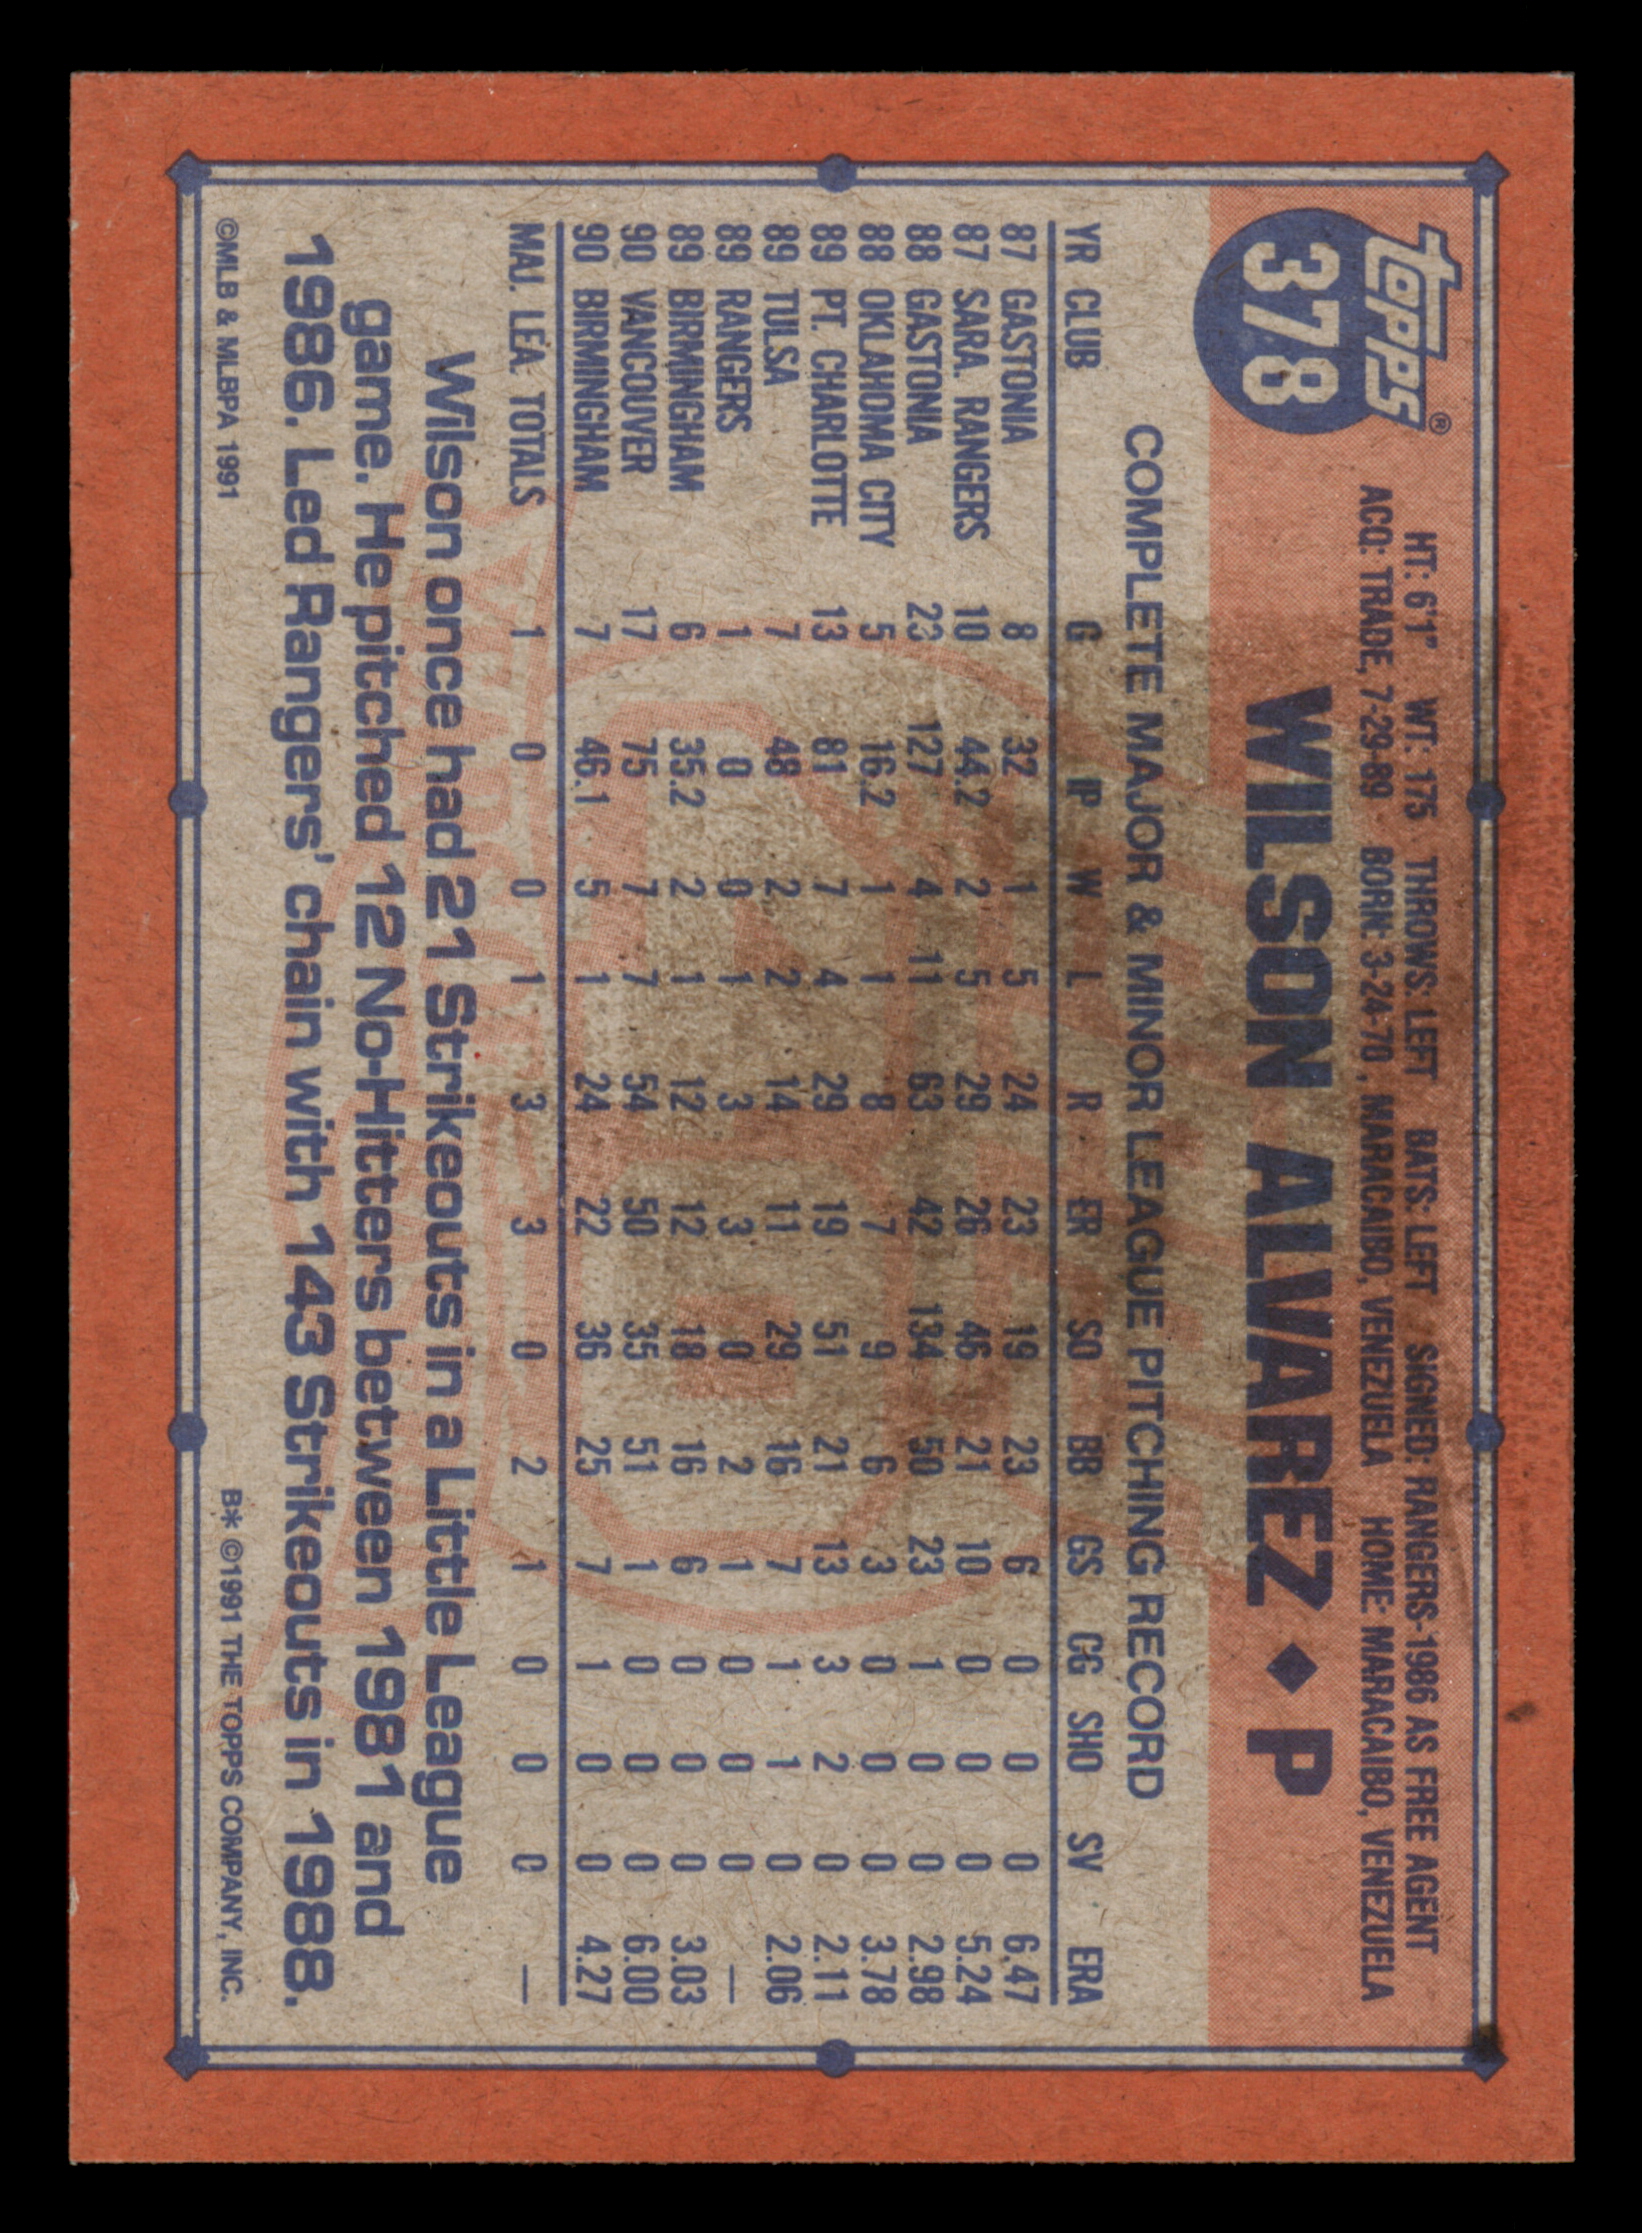 topps®
378
HT: 6'1" WT: 175 THROWS: LEFT BATS: LEFT SIGNED: RANGERS-1986 AS FREE AGENT
ACQ: TRADE, 7-29-89 BORN: 3-24-70, MARACAIBO, VENEZUELA HOME: MARACAIBO, VENEZUELA
WILSON ALVAREZ ◆ P
COMPLETE MAJOR & MINOR LEAGUE PITCHING RECORD
YR CLUB G IP W L R ER SO BB GS CG SHO SV ERA
87 GASTONIA 8 32 1 5 24 23 19 23 6 0 0 0 6.47
87 SARA. RANGERS 10 44.2 2 5 29 26 46 21 10 0 0 0 5.24
88 GASTONIA 23 127 4 11 63 42 134 50 23 1 0 0 2.98
88 OKLAHOMA CITY 5 16.2 1 1 8 7 9 6 3 0 0 0 3.78
89 PT. CHARLOTTE 13 81 7 4 29 19 51 21 13 3 2 0 2.11
89 TULSA 7 48 2 2 14 11 29 16 7 1 1 0 2.06
89 RANGERS 1 0 0 1 3 3 0 2 1 0 0 0 —
89 BIRMINGHAM 6 35.2 2 1 12 12 18 16 6 0 0 0 3.03
90 VANCOUVER 17 75 7 7 54 50 35 51 1 0 0 0 6.00
90 BIRMINGHAM 7 46.1 5 1 24 22 36 25 7 1 0 0 4.27
MAJ. LEA. TOTALS 1 0 0 1 3 3 0 2 1 0 0 0 —
Wilson once had 21 Strikeouts in a Little League
game. He pitched 12 No-Hitters between 1981 and
1986. Led Rangers' chain with 143 Strikeouts in 1988.
©MLB & MLBPA 1991 B* ©1991 THE TOPPS COMPANY, INC.